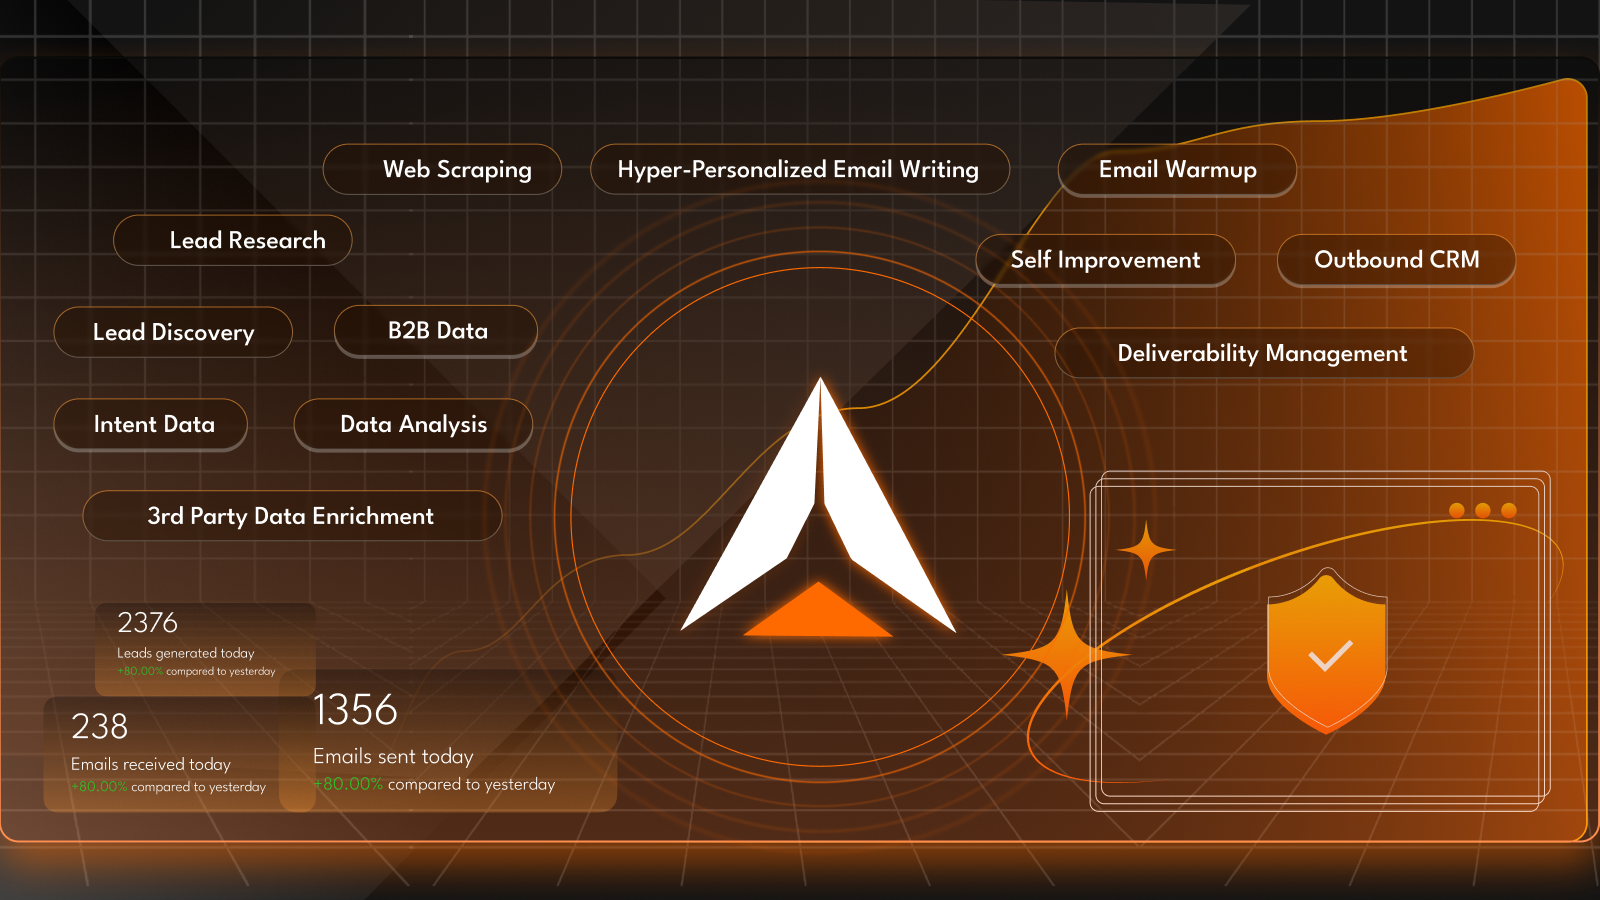 Web Scraping
Hyper-Personalized Email Writing
Email Warmup
Lead Research
Self Improvement
Outbound CRM
Lead Discovery
B2B Data
Deliverability Management
Intent Data
Data Analysis
3rd Party Data Enrichment
2376
Leads generated today
+80.00% compared to yesterday
238
Emails received today
+80.00% compared to yesterday
1356
Emails sent today
+80.00% compared to yesterday